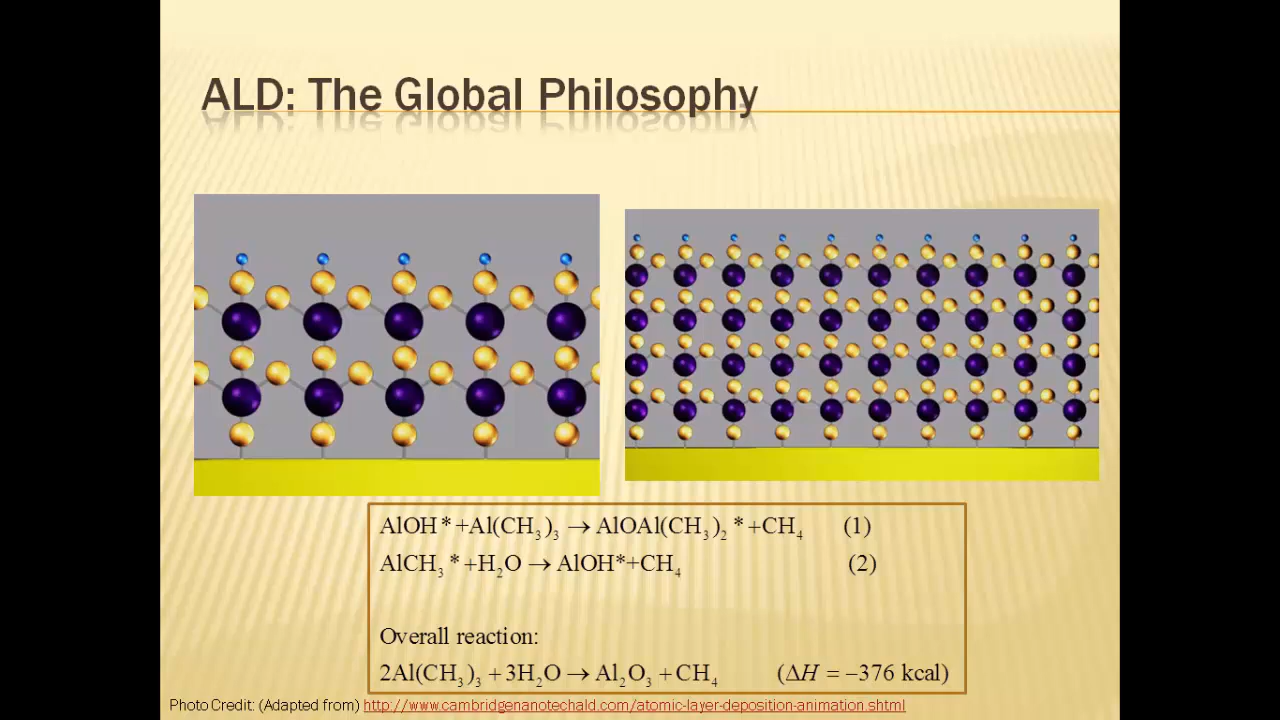 ALD: The Global Philosophy
AlOH*+Al(CH₃)₃ → AlOAl(CH₃)₂*+CH₄ (1)
AlCH₃*+H₂O → AlOH*+CH₄ (2)
Overall reaction:
2Al(CH₃)₃ + 3H₂O → Al₂O₃ + CH₄ (ΔH = −376 kcal)
Photo Credit: (Adapted from) http://www.cambridgenanotechald.com/atomic-layer-deposition-animation.shtml